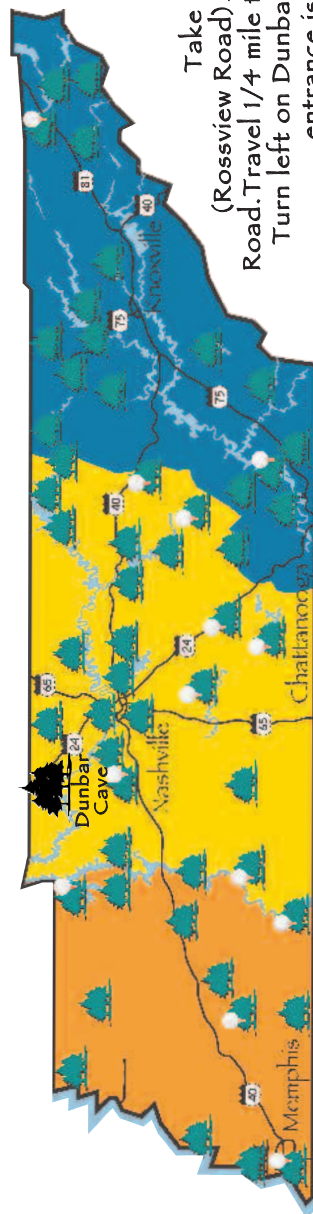 Take
(Rossview Road).
Road.Travel 1/4 mile
Turn left on Dunba
entrance is
81
40
75
Knoxville
75
40
65
24
Dunbar
Cave
Nashville
24
Chattanooga
65
40
Memphis